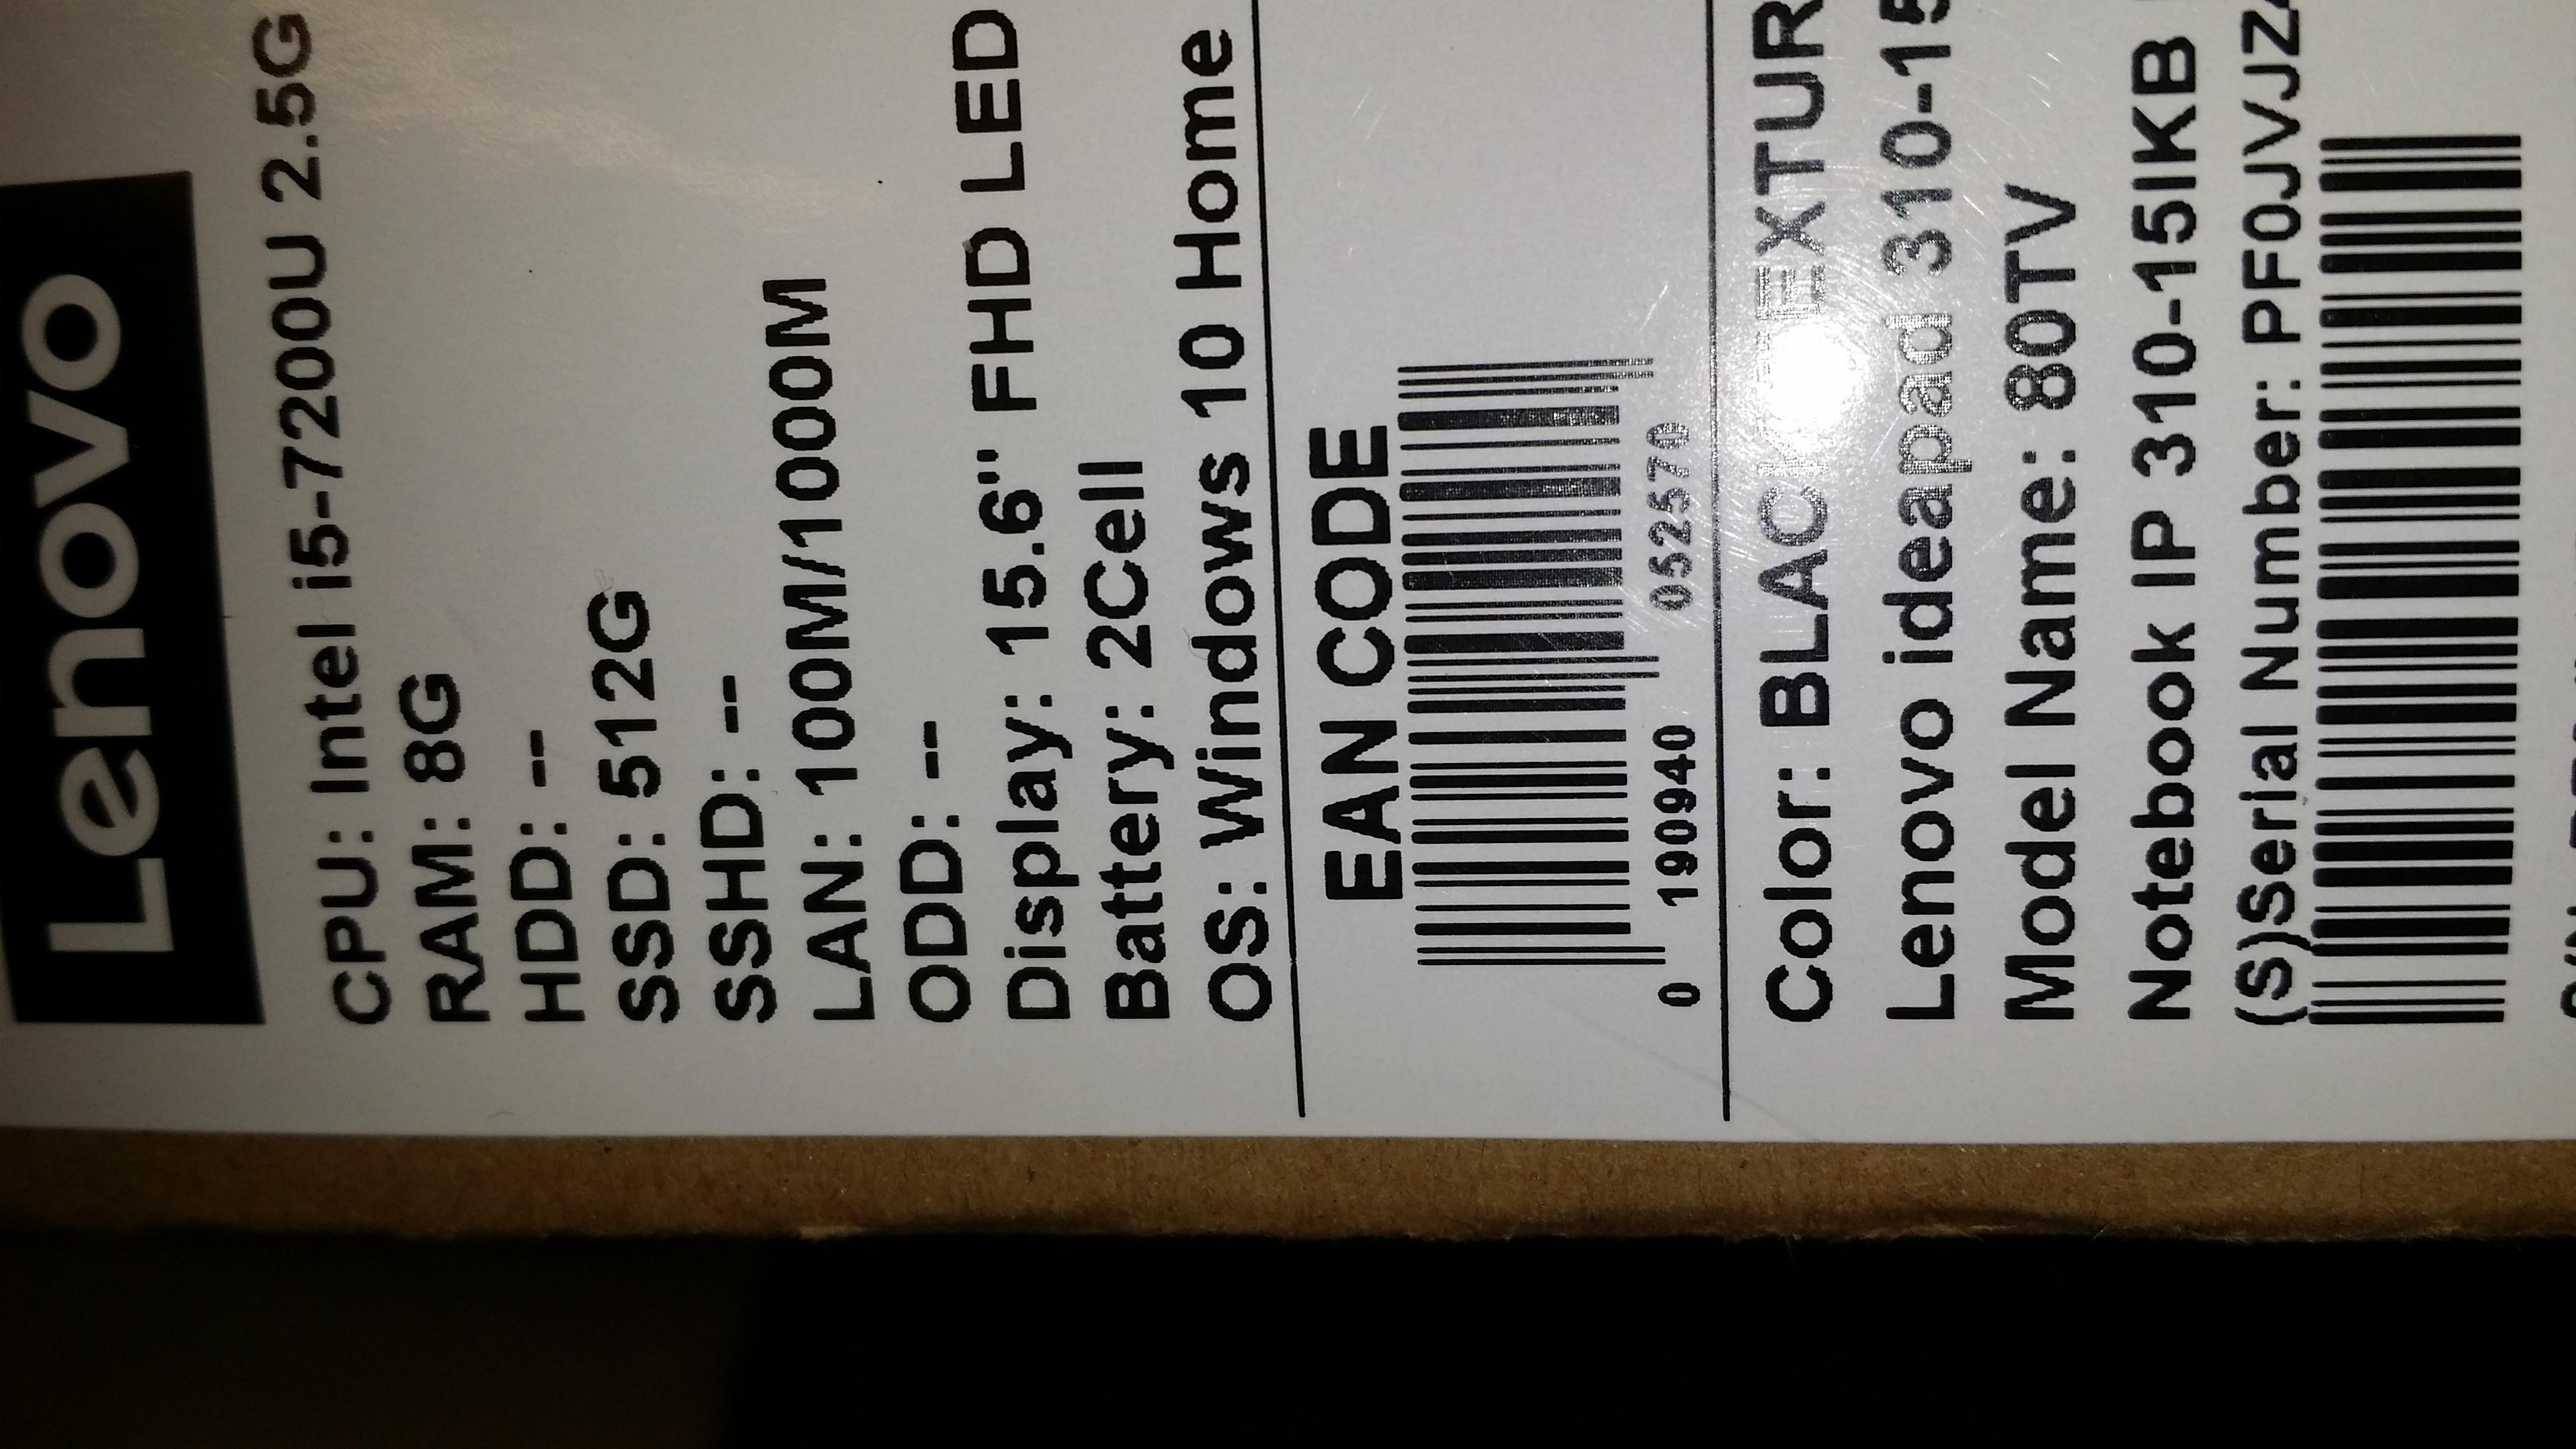 Lenovo
CPU: Intel i5-7200U 2.5G
RAM: 8G
HDD: --
SSD: 512G
SSHD: --
LAN: 100M/1000M
ODD: --
Display: 15.6" FHD LED
Battery: 2Cell
OS: Windows 10 Home
EAN CODE
0 190940 052570
Color: BLACK TEXTUR
Lenovo ideapad 310-15
Model Name: 80TV
Notebook IP 310-15IKB
(S)Serial Number: PF0JVJZ